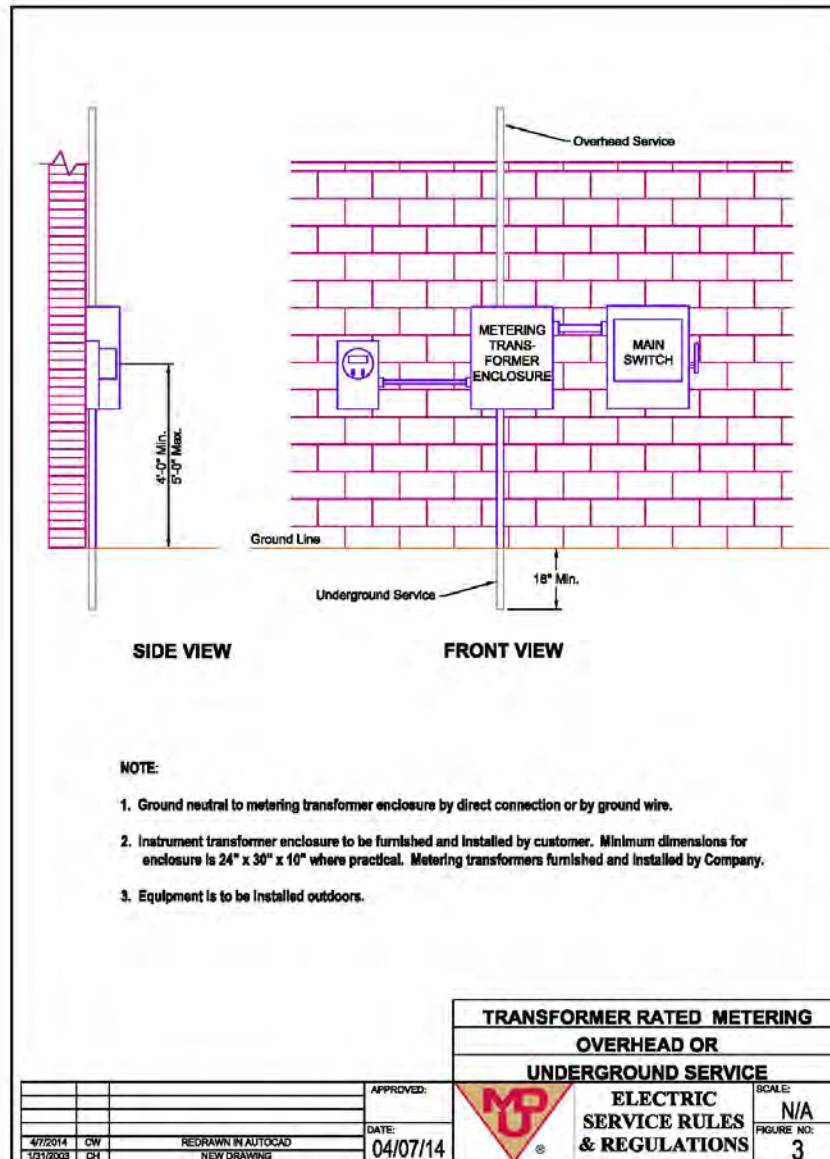 Overhead Service
METERING
TRANS-
FORMER
ENCLOSURE
MAIN
SWITCH
4'-0" Min.
5'-0" Max.
Ground Line
18" Min.
Underground Service
SIDE VIEW
FRONT VIEW
NOTE:
1. Ground neutral to metering transformer enclosure by direct connection or by ground wire.
2. Instrument transformer enclosure to be furnished and installed by customer. Minimum dimensions for
enclosure is 24" x 30" x 10" where practical. Metering transformers furnished and installed by Company.
3. Equipment is to be installed outdoors.
TRANSFORMER RATED METERING
OVERHEAD OR
UNDERGROUND SERVICE
APPROVED:
DATE:
04/07/14
4/7/2014 CW REDRAWN IN AUTOCAD
1/31/2003 CH NEW DRAWING
MDU ®
ELECTRIC
SERVICE RULES
& REGULATIONS
SCALE:
N/A
FIGURE NO:
3